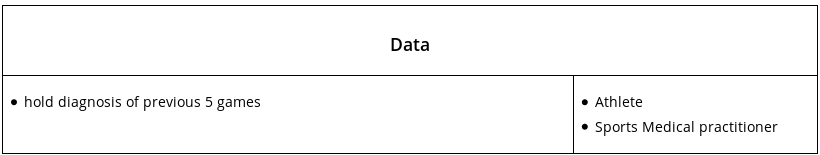 Data
• hold diagnosis of previous 5 games
• Athlete
• Sports Medical practitioner